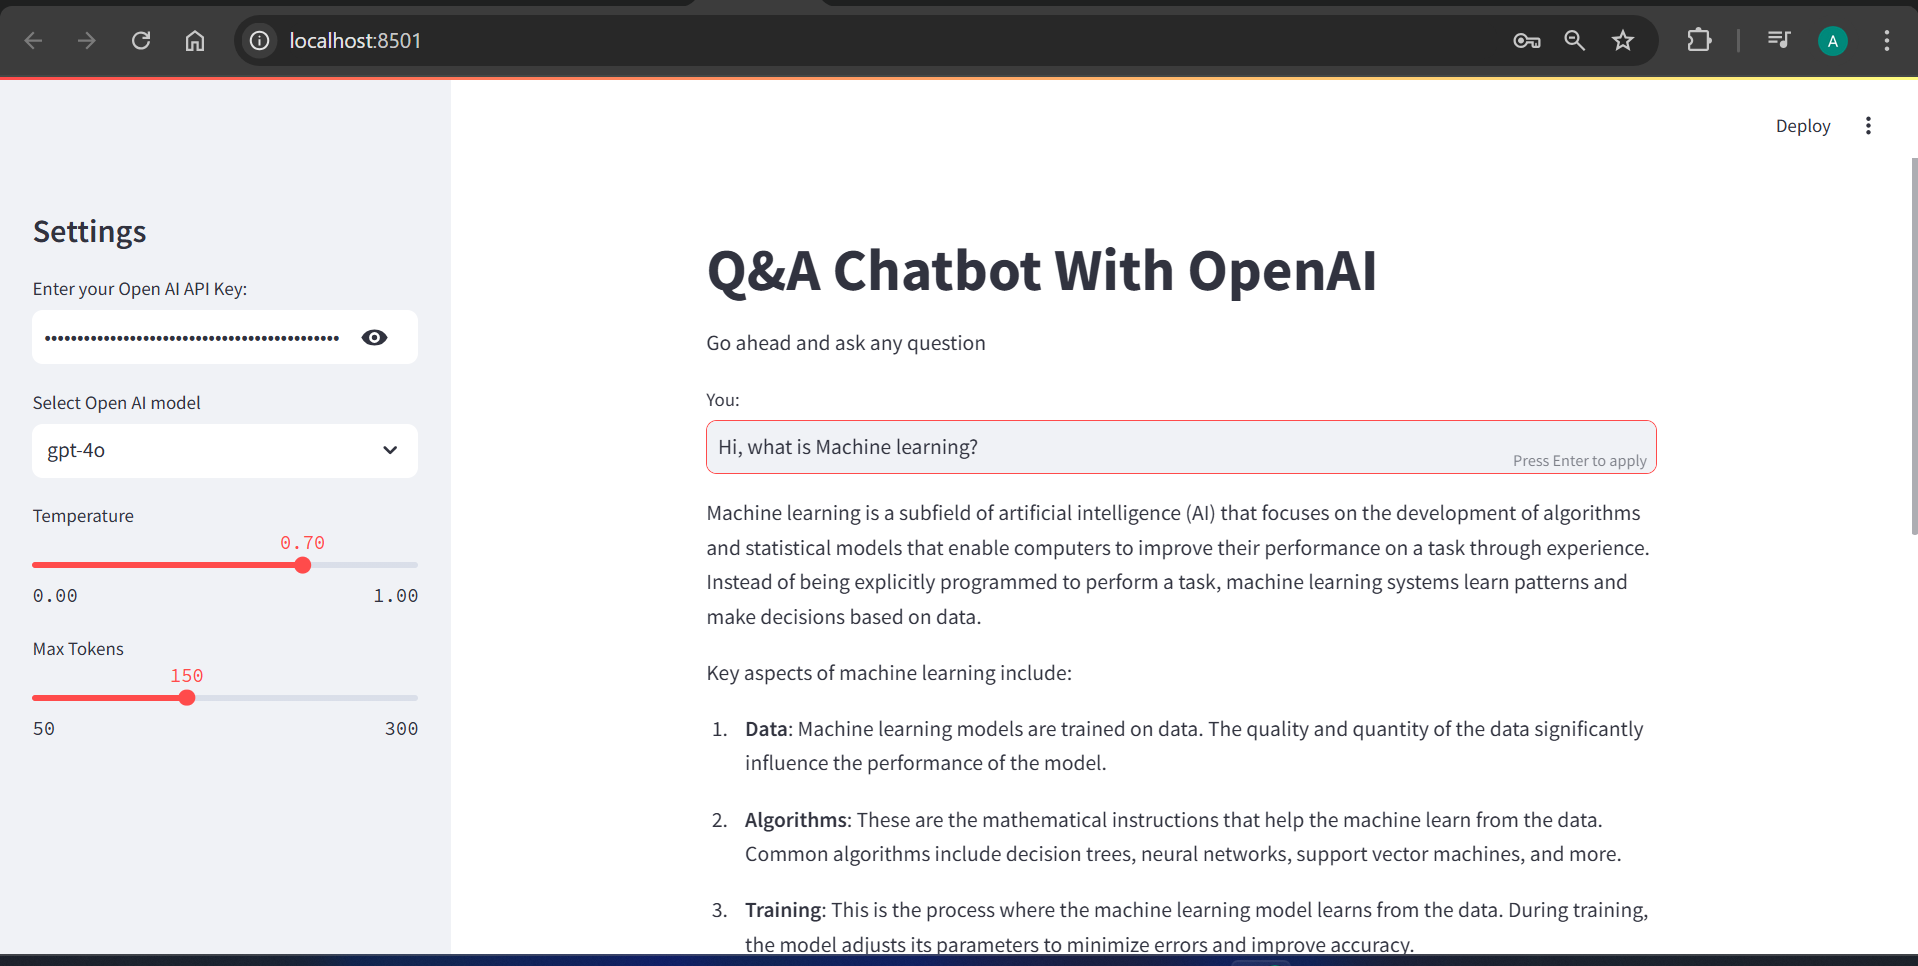 localhost:8501
A
Deploy
Settings
Enter your Open AI API Key:
Select Open AI model
gpt-4o
Temperature
0.70
0.00 1.00
Max Tokens
150
50 300
Q&A Chatbot With OpenAI
Go ahead and ask any question
You:
Hi, what is Machine learning?
Press Enter to apply
Machine learning is a subfield of artificial intelligence (AI) that focuses on the development of algorithms
and statistical models that enable computers to improve their performance on a task through experience.
Instead of being explicitly programmed to perform a task, machine learning systems learn patterns and
make decisions based on data.
Key aspects of machine learning include:
1. Data: Machine learning models are trained on data. The quality and quantity of the data significantly
influence the performance of the model.
2. Algorithms: These are the mathematical instructions that help the machine learn from the data.
Common algorithms include decision trees, neural networks, support vector machines, and more.
3. Training: This is the process where the machine learning model learns from the data. During training,
the model adjusts its parameters to minimize errors and improve accuracy.